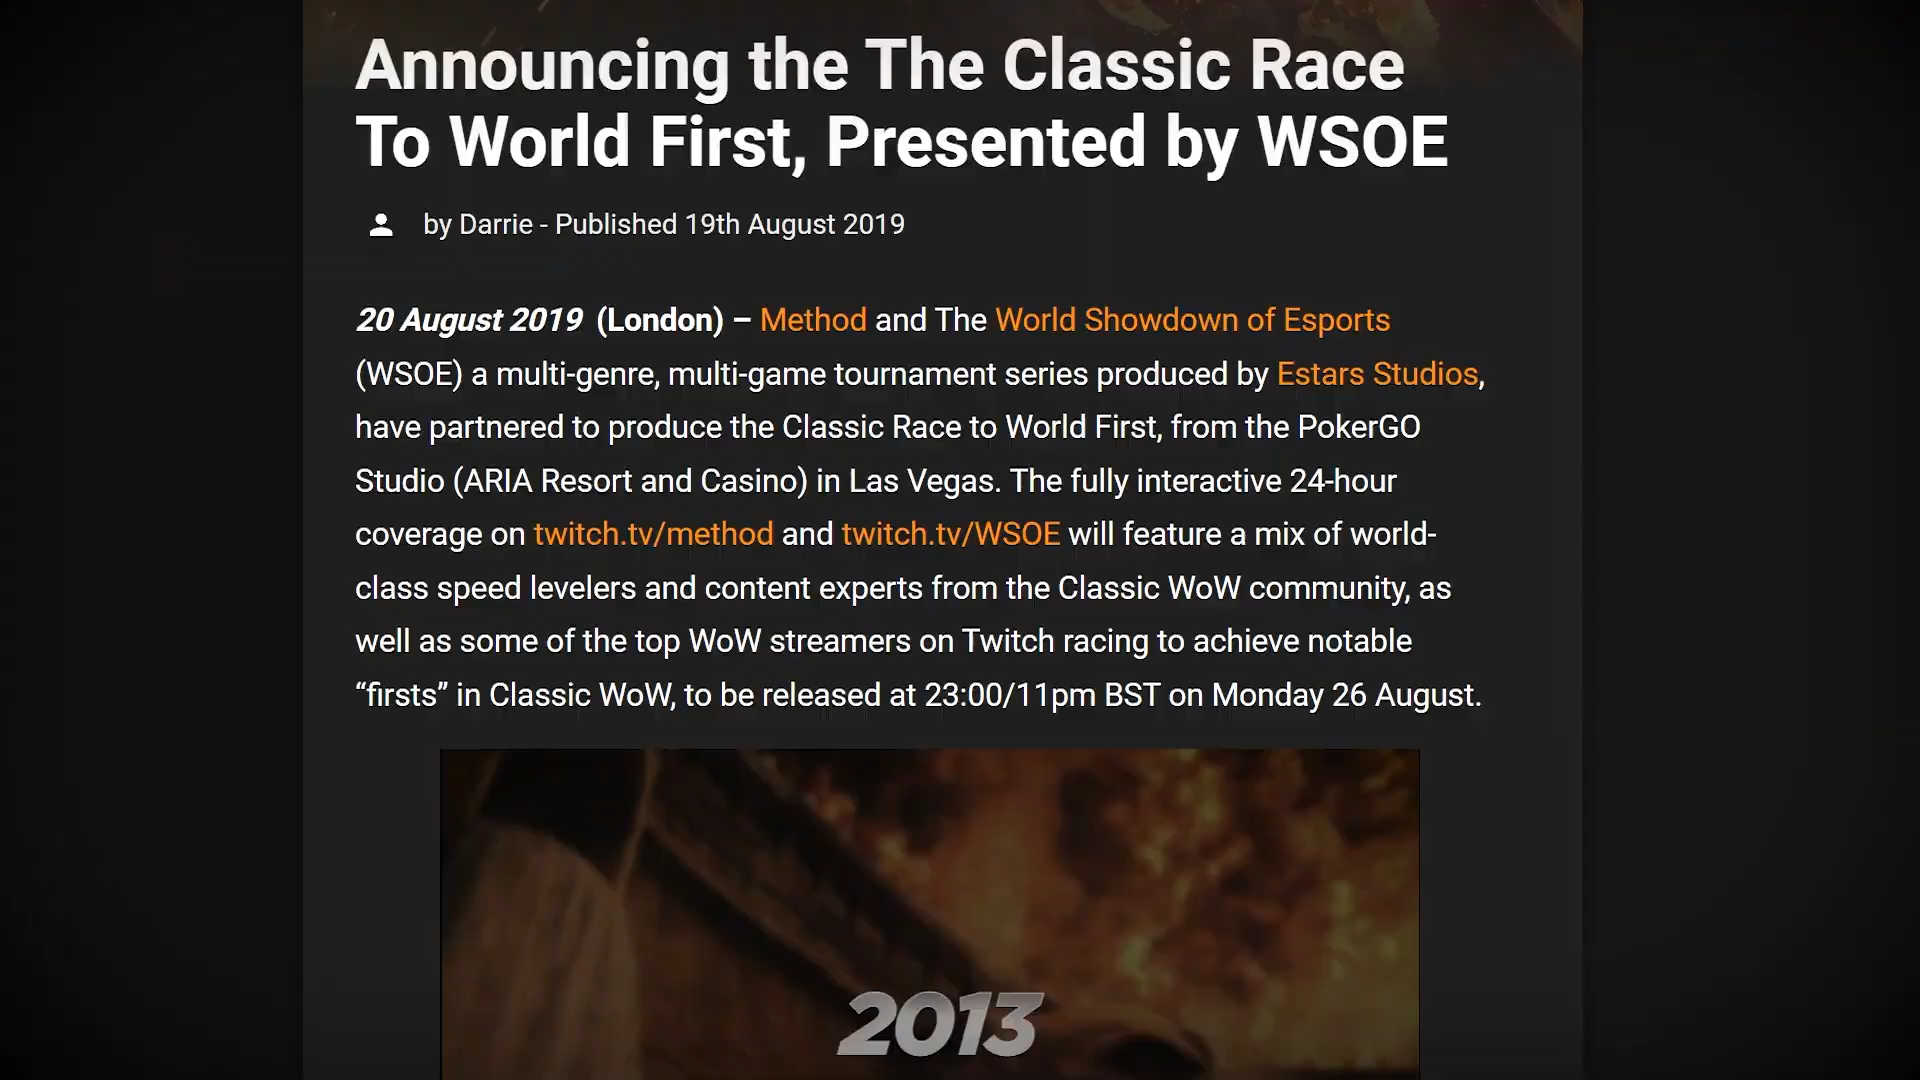 Announcing the The Classic Race
To World First, Presented by WSOE
by Darrie - Published 19th August 2019
20 August 2019 (London) – Method and The World Showdown of Esports
(WSOE) a multi-genre, multi-game tournament series produced by Estars Studios,
have partnered to produce the Classic Race to World First, from the PokerGO
Studio (ARIA Resort and Casino) in Las Vegas. The fully interactive 24-hour
coverage on twitch.tv/method and twitch.tv/WSOE will feature a mix of world-
class speed levelers and content experts from the Classic WoW community, as
well as some of the top WoW streamers on Twitch racing to achieve notable
“firsts” in Classic WoW, to be released at 23:00/11pm BST on Monday 26 August.
2013